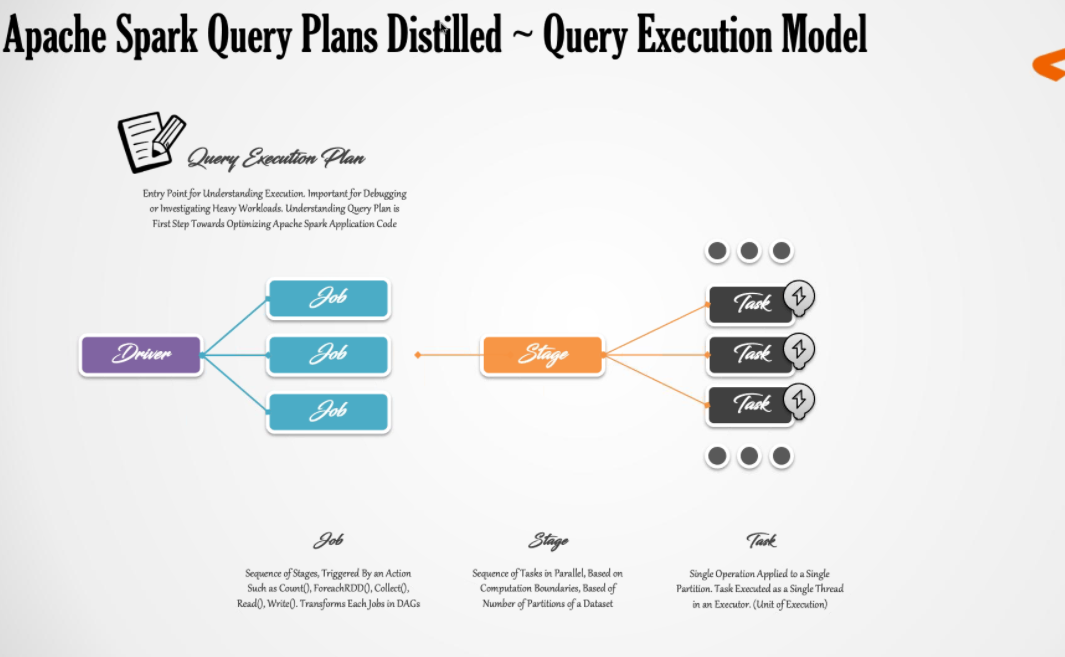 Apache Spark Query Plans Distilled ~ Query Execution Model
Query Execution Plan
Entry Point for Understanding Execution. Important for Debugging
or Investigating Heavy Workloads. Understanding Query Plan is
First Step Towards Optimizing Apache Spark Application Code
Driver
Job
Job
Job
Stage
Task
Task
Task
Job
Sequence of Stages, Triggered By an Action
Such as Count(), ForeachRDD(), Collect(),
Read(), Write(). Transforms Each Jobs in DAGs
Stage
Sequence of Tasks in Parallel, Based on
Computation Boundaries, Based of
Number of Partitions of a Dataset
Task
Single Operation Applied to a Single
Partition. Task Executed as a Single Thread
in an Executor. (Unit of Execution)